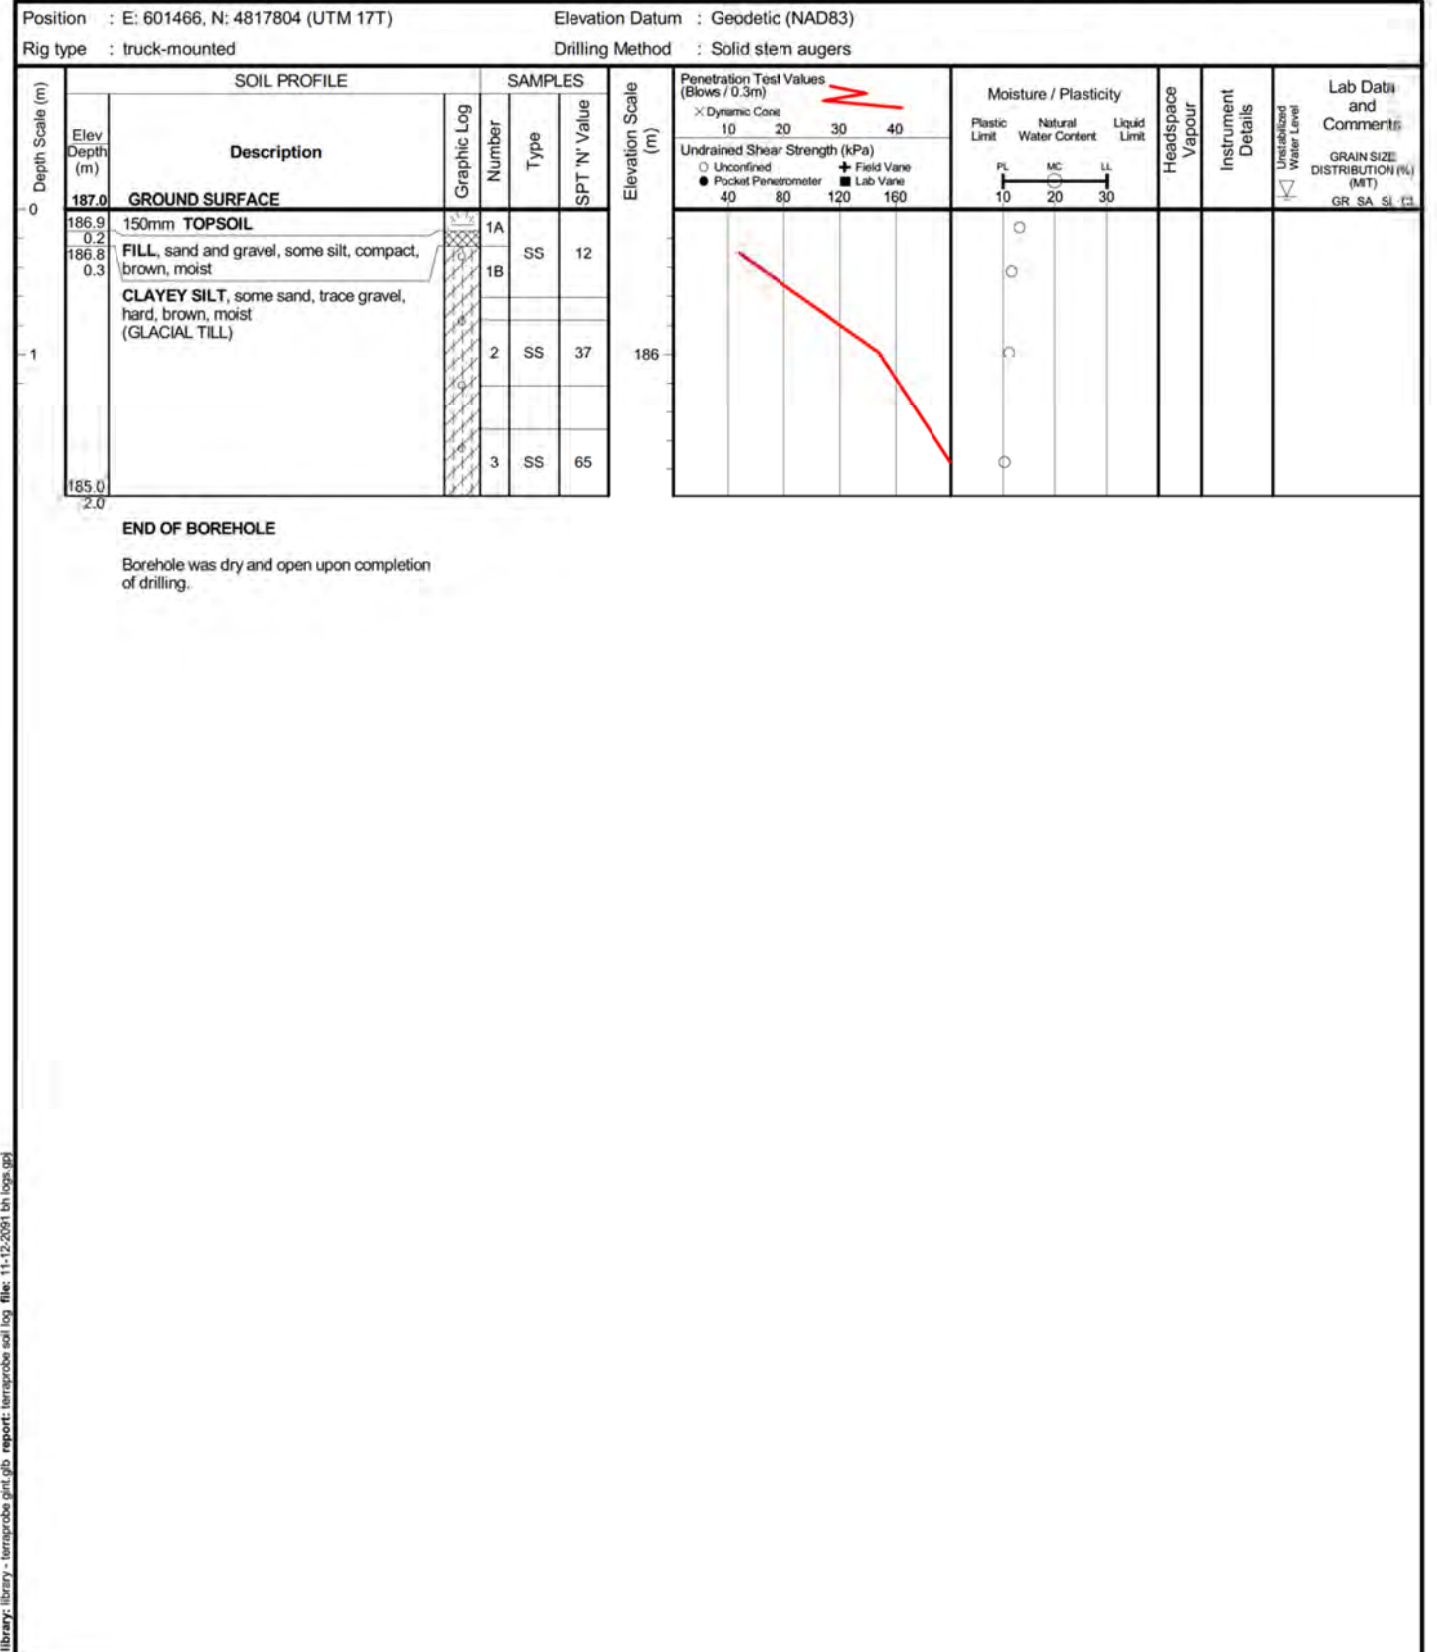 Position : E: 601466, N: 4817804 (UTM 17T) Elevation Datum : Geodetic (NAD83)
Rig type : truck-mounted Drilling Method : Solid stem augers
Depth Scale (m)
SOIL PROFILE
Elev
Depth
(m)
Description
Graphic Log
SAMPLES
Number
Type
SPT 'N' Value
Elevation Scale
(m)
Penetration Test Values
(Blows / 0.3m)
× Dynamic Cone
10 20 30 40
Undrained Shear Strength (kPa)
○ Unconfined + Field Vane
● Pocket Penetrometer ■ Lab Vane
40 80 120 160
Moisture / Plasticity
Plastic Natural Liquid
Limit Water Content Limit
PL MC LL
10 20 30
Headspace
Vapour
Instrument
Details
Unstabilized
Water Level
Lab Data
and
Comments
GRAIN SIZE
DISTRIBUTION (%)
(MIT)
GR SA SI CL
187.0 GROUND SURFACE
0
186.9 150mm TOPSOIL
0.2
1A
186.8 FILL, sand and gravel, some silt, compact,
0.3 brown, moist
SS 12
1B
CLAYEY SILT, some sand, trace gravel,
hard, brown, moist
(GLACIAL TILL)
1 2 SS 37 186
3 SS 65
185.0
2.0
END OF BOREHOLE
Borehole was dry and open upon completion
of drilling.
library: library - terraprobe gint.glb report: terraprobe soil log file: 11-12-2091 bh logs.gpj